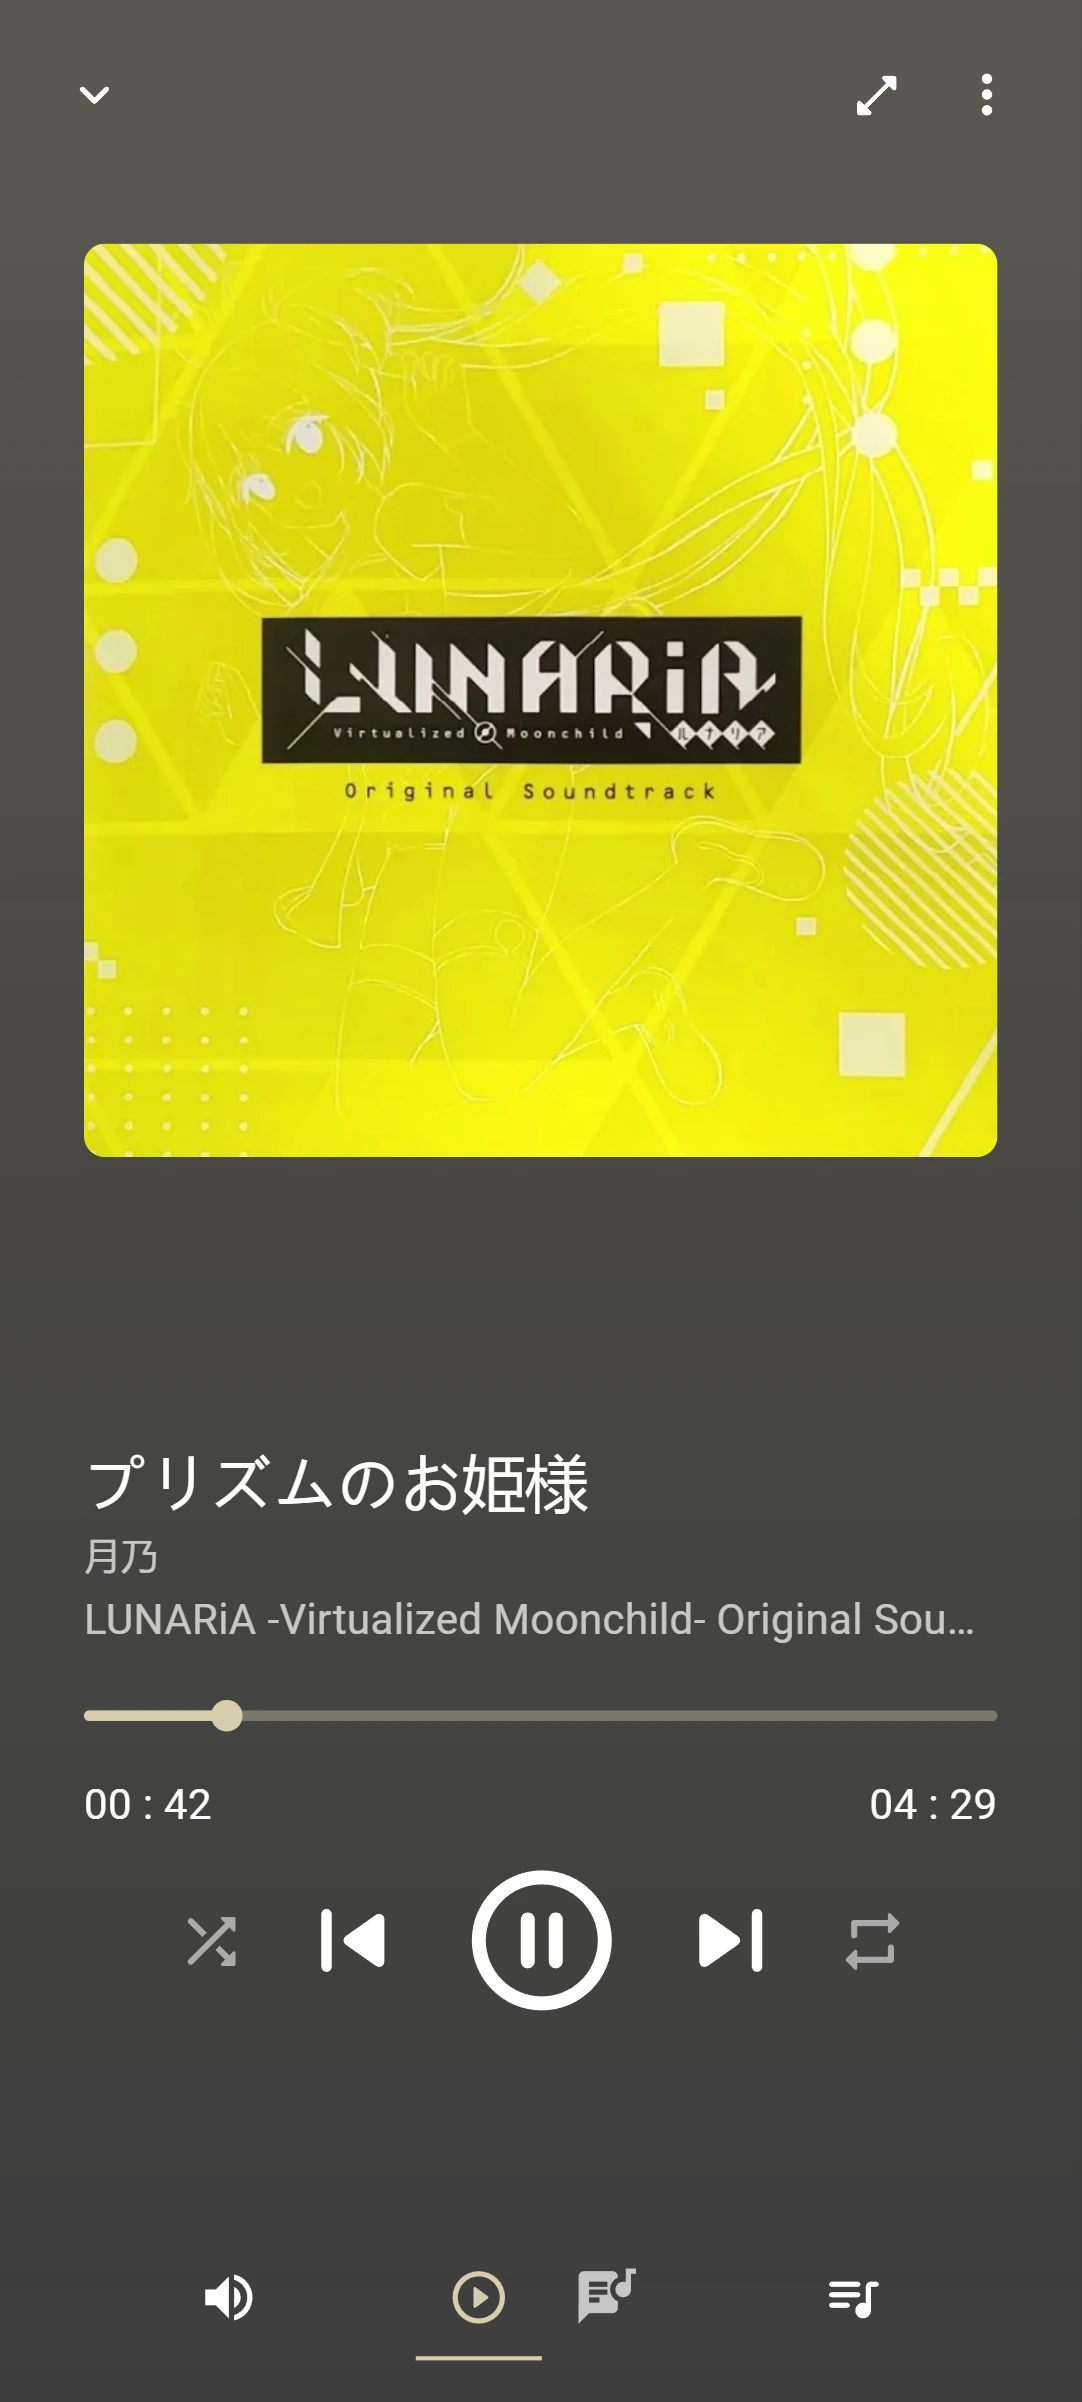 LUNARiA
Virtualized Moonchild ルナリア
Original Soundtrack
プリズムのお姫様
月乃
LUNARiA -Virtualized Moonchild- Original Sou...
00 : 42
04 : 29